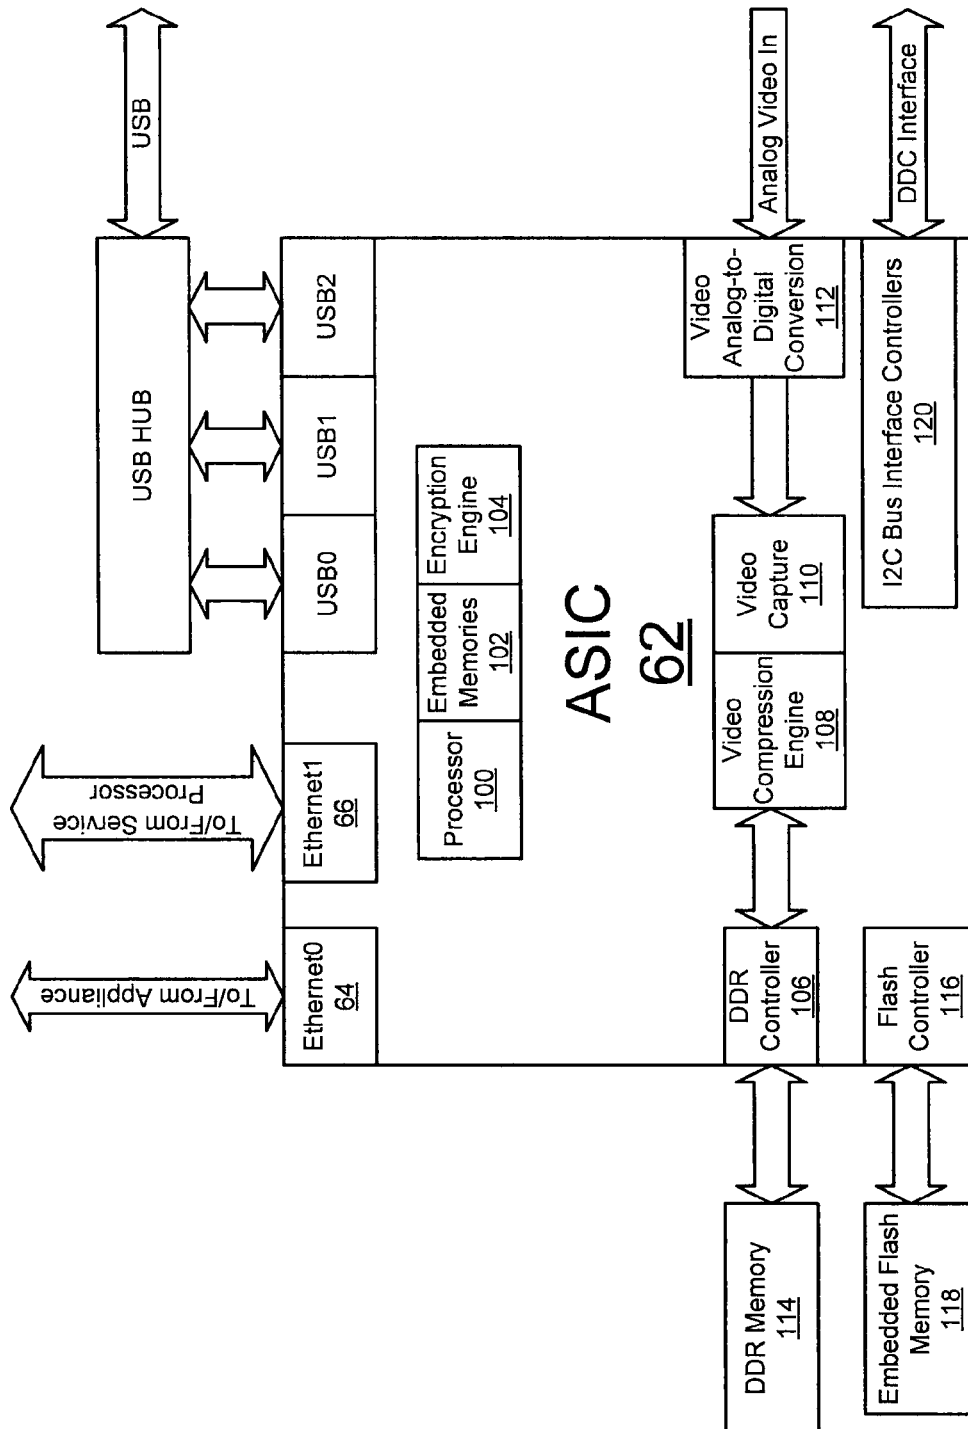 USB
USB HUB
USB0
USB1
USB2
To/From Appliance
To/From Service
Processor
Ethernet0
64
Ethernet1
66
Processor
100
Embedded
Memories
102
Encryption
Engine
104
ASIC
62
DDR Memory
114
DDR
Controller
106
Video
Compression
Engine
108
Video
Capture
110
Video
Analog-to-
Digital
Conversion
112
Analog Video In
Embedded Flash
Memory
118
Flash
Controller
116
I2C Bus Interface Controllers
120
DDC Interface